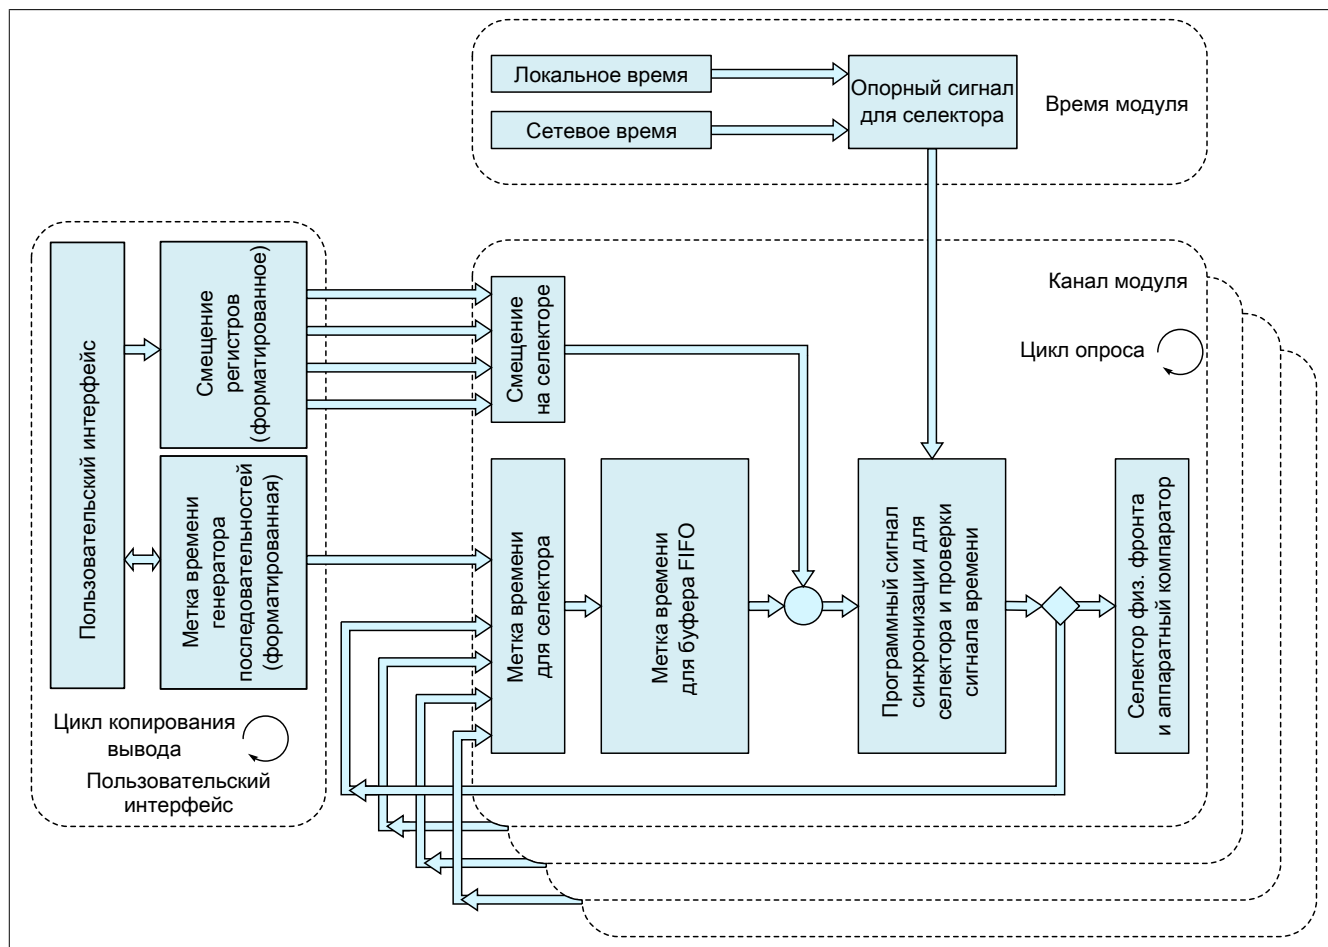 Локальное время
Сетевое время
Опорный сигнал
для селектора
Время модуля
Пользовательский интерфейс
Смещение
регистров
(форматированное)
Метка времени
генератора
последовательностей
(форматированная)
Цикл копирования
вывода
Пользовательский
интерфейс
Канал модуля
Цикл опроса
Смещение
на селекторе
Метка времени
для селектора
Метка времени
для буфера FIFO
Программный сигнал
синхронизации для
селектора и проверки
сигнала времени
Селектор физ. фронта
и аппаратный компаратор